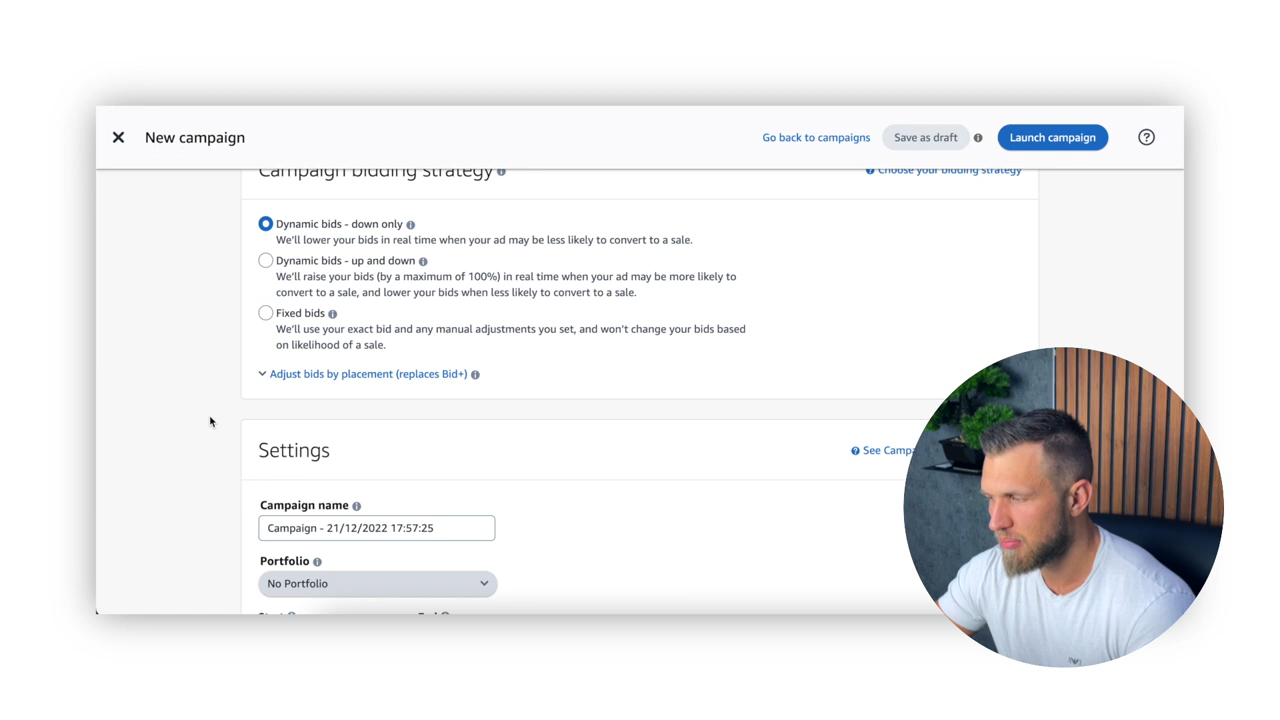 New campaign
Go back to campaigns
Save as draft
Launch campaign
Campaign bidding strategy
Choose your bidding strategy
Dynamic bids - down only
We'll lower your bids in real time when your ad may be less likely to convert to a sale.
Dynamic bids - up and down
We'll raise your bids (by a maximum of 100%) in real time when your ad may be more likely to
convert to a sale, and lower your bids when less likely to convert to a sale.
Fixed bids
We'll use your exact bid and any manual adjustments you set, and won't change your bids based
on likelihood of a sale.
Adjust bids by placement (replaces Bid+)
Settings
See Campa
Campaign name
Campaign - 21/12/2022 17:57:25
Portfolio
No Portfolio